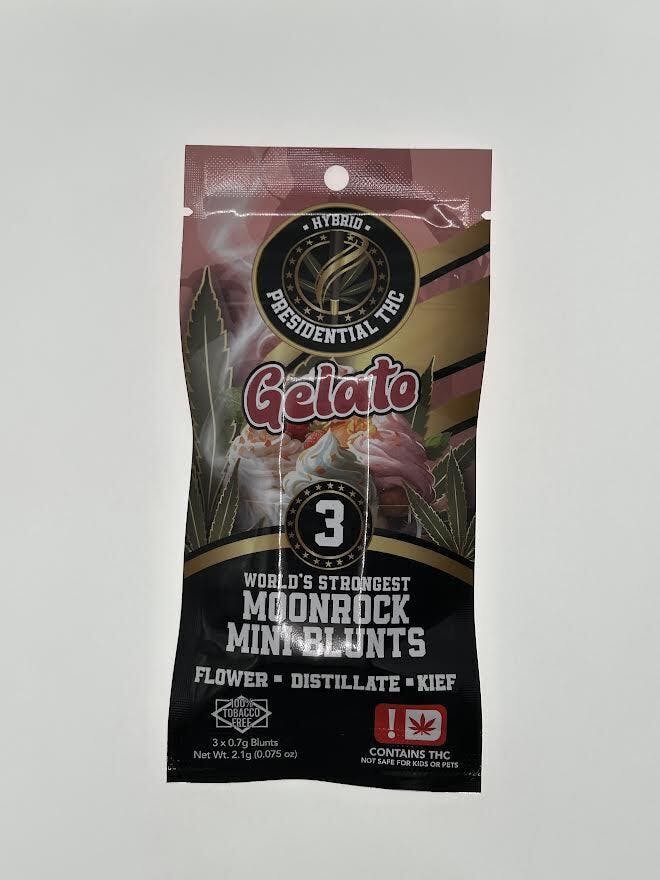 • HYBRID •
PRESIDENTIAL THC
Gelato
3
WORLD'S STRONGEST
MOONROCK
MINI BLUNTS
FLOWER ▪ DISTILLATE ▪ KIEF
100%
TOBACCO
FREE
3 x 0.7g Blunts
Net Wt. 2.1g (0.075 oz)
!
CONTAINS THC
NOT SAFE FOR KIDS OR PETS